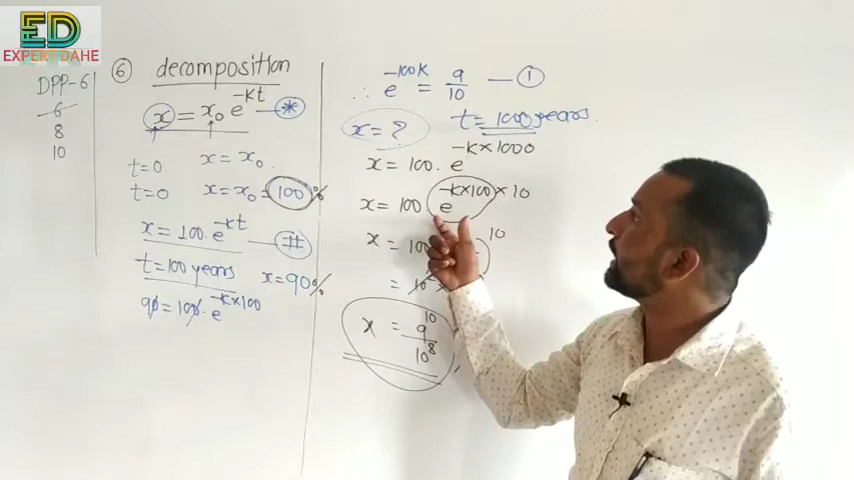 ED
EXPERT DAHE
DPP-6
6
8
10
⑥ decomposition
x = x₀ e^{-kt} — ⊛
t=0 x = x₀
t=0 x = x₀ = 100%
x = 100·e^{-kt} — #
t = 100 years x = 90%
90 = 100·e^{-k×100}
∴ e^{-100k} = 9/10 — ①
x = ? t = 1000 years.
x = 100·e^{-k×1000}
x = 100 e^{-k×100×10}
x = 100 10
= 10² ×
x = 9^{10}/10^{8}